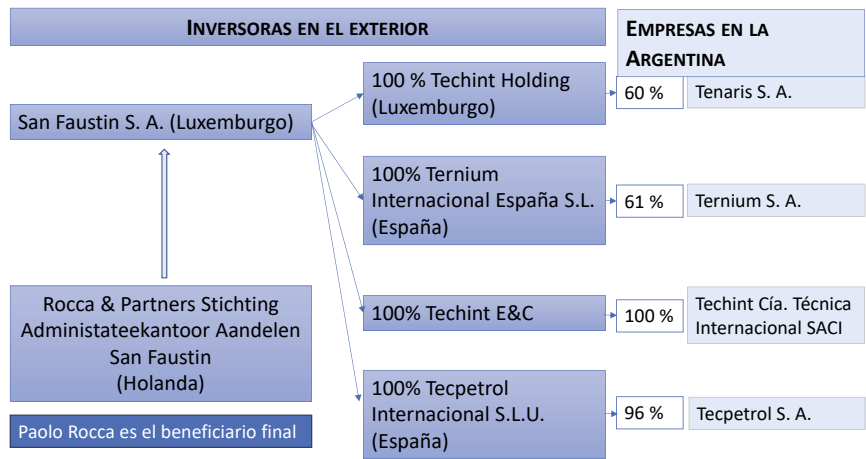 INVERSORAS EN EL EXTERIOR
EMPRESAS EN LA
ARGENTINA
100 % Techint Holding
(Luxemburgo)
60 %
Tenaris S. A.
San Faustin S. A. (Luxemburgo)
100% Ternium
Internacional España S.L.
(España)
61 %
Ternium S. A.
Rocca & Partners Stichting
Administateekantoor Aandelen
San Faustin
(Holanda)
100% Techint E&C
100 %
Techint Cía. Técnica
Internacional SACI
100% Tecpetrol
Internacional S.L.U.
(España)
96 %
Tecpetrol S. A.
Paolo Rocca es el beneficiario final